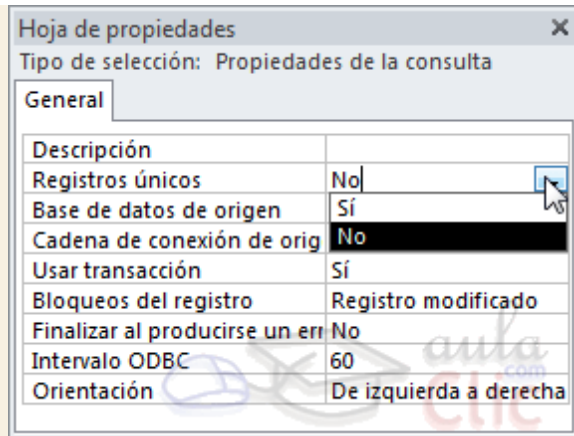 Hoja de propiedades
Tipo de selección: Propiedades de la consulta
General
Descripción
Registros únicos No
Sí
No
Base de datos de origen
Cadena de conexión de orig
Usar transacción Sí
Bloqueos del registro Registro modificado
Finalizar al producirse un err No
Intervalo ODBC 60
Orientación De izquierda a derecha
aula
.com
Clic